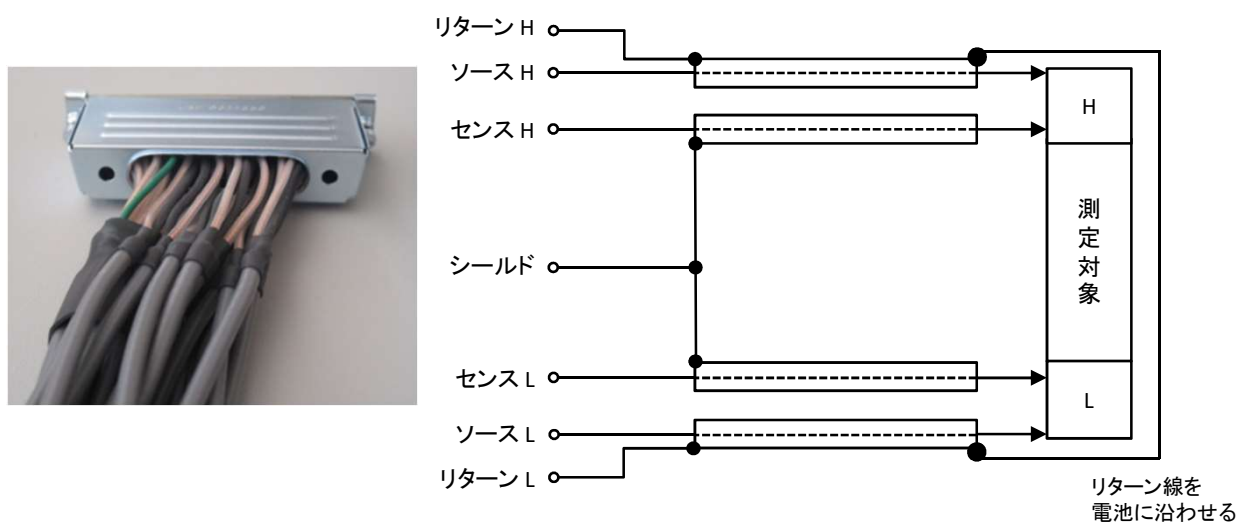 リターン H
ソース H
センス H
シールド
センス L
ソース L
リターン L
H
測定対象
L
リターン線を
電池に沿わせる